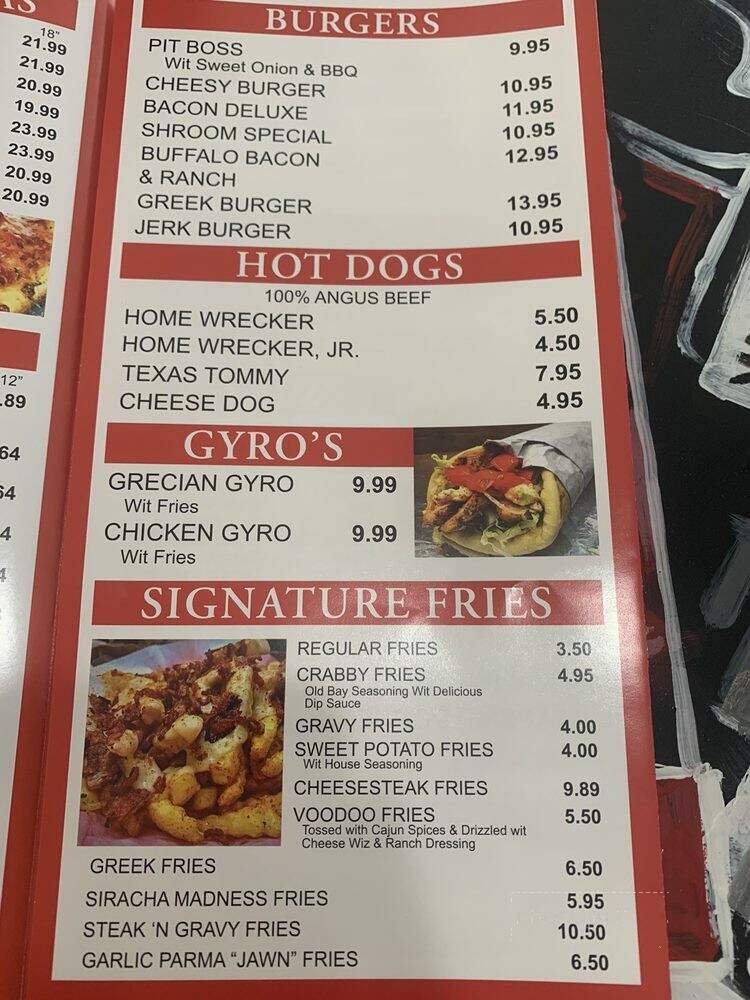 18"
21.99
21.99
20.99
19.99
23.99
23.99
20.99
20.99
12"
.89
64
64
4
4
BURGERS
PIT BOSS 9.95
Wit Sweet Onion & BBQ
CHEESY BURGER 10.95
BACON DELUXE 11.95
SHROOM SPECIAL 10.95
BUFFALO BACON 12.95
& RANCH
GREEK BURGER 13.95
JERK BURGER 10.95
HOT DOGS
100% ANGUS BEEF
HOME WRECKER 5.50
HOME WRECKER, JR. 4.50
TEXAS TOMMY 7.95
CHEESE DOG 4.95
GYRO'S
GRECIAN GYRO 9.99
Wit Fries
CHICKEN GYRO 9.99
Wit Fries
SIGNATURE FRIES
REGULAR FRIES 3.50
CRABBY FRIES 4.95
Old Bay Seasoning Wit Delicious
Dip Sauce
GRAVY FRIES 4.00
SWEET POTATO FRIES 4.00
Wit House Seasoning
CHEESESTEAK FRIES 9.89
VOODOO FRIES 5.50
Tossed with Cajun Spices & Drizzled wit
Cheese Wiz & Ranch Dressing
GREEK FRIES 6.50
SIRACHA MADNESS FRIES 5.95
STEAK 'N GRAVY FRIES 10.50
GARLIC PARMA "JAWN" FRIES 6.50